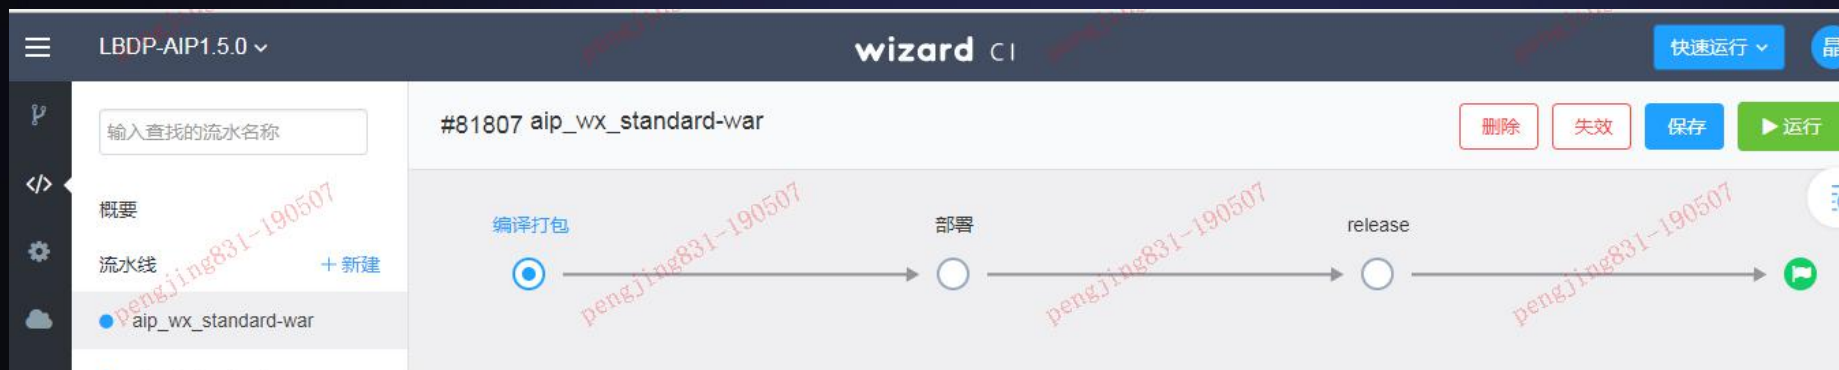 LBDP-AIP1.5.0
wizard CI
快速运行
晶
输入查找的流水名称
#81807 aip_wx_standard-war
删除
失效
保存
运行
概要
流水线
+ 新建
aip_wx_standard-war
编译打包
部署
release
pengjing831-190507
pengjing831-190507
pengjing831-190507
pengjing831-190507